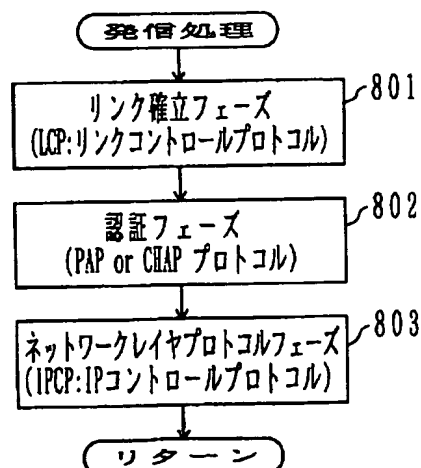 発信処理
リンク確立フェーズ
(LCP:リンクコントロールプロトコル)
801
認証フェーズ
(PAP or CHAP プロトコル)
802
ネットワークレイヤプロトコルフェーズ
(IPCP:IPコントロールプロトコル)
803
リターン